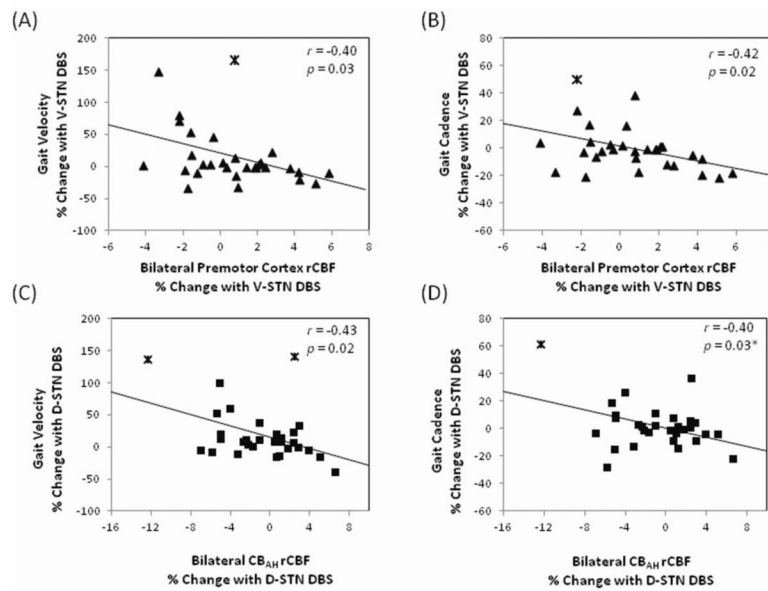 (A)
r = -0.40
p = 0.03
Gait Velocity
% Change with V-STN DBS
200
150
100
50
0
-50
-100
-6 -4 -2 0 2 4 6 8
Bilateral Premotor Cortex rCBF
% Change with V-STN DBS
(B)
r = -0.42
p = 0.02
Gait Cadence
% Change with V-STN DBS
80
60
40
20
0
-20
-40
-60
-6 -4 -2 0 2 4 6
Bilateral Premotor Cortex rCBF
% Change with V-STN DBS
(C)
r = -0.43
p = 0.02
Gait Velocity
% Change with D-STN DBS
200
150
100
50
0
-50
-100
-16 -12 -8 -4 0 4 8
Bilateral CBAH rCBF
% Change with D-STN DBS
(D)
r = -0.40
p = 0.03*
Gait Cadence
% Change with D-STN DBS
80
60
40
20
0
-20
-40
-60
-16 -12 -8 -4 0 4 8
Bilateral CBAH rCBF
% Change with D-STN DBS